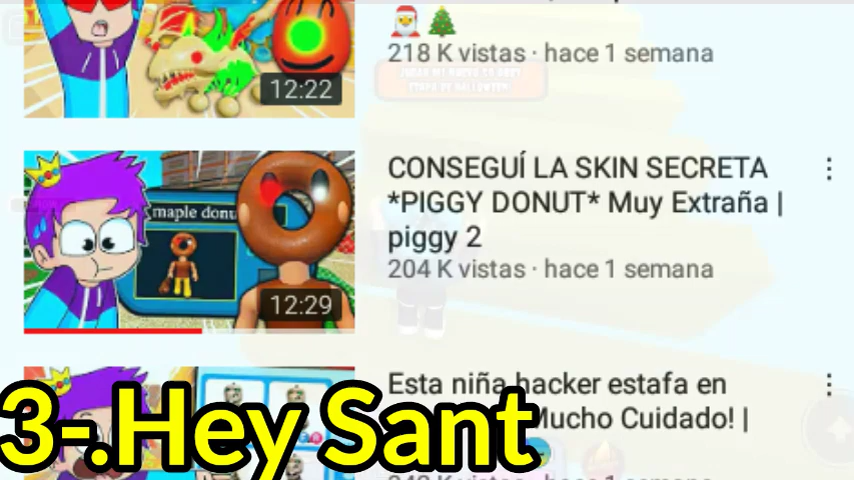 218 K vistas · hace 1 semana
12:22
CONSEGUÍ LA SKIN SECRETA
*PIGGY DONUT* Muy Extraña |
piggy 2
204 K vistas · hace 1 semana
maple donu
12:29
Esta niña hacker estafa en
Mucho Cuidado! |
3-.Hey Sant